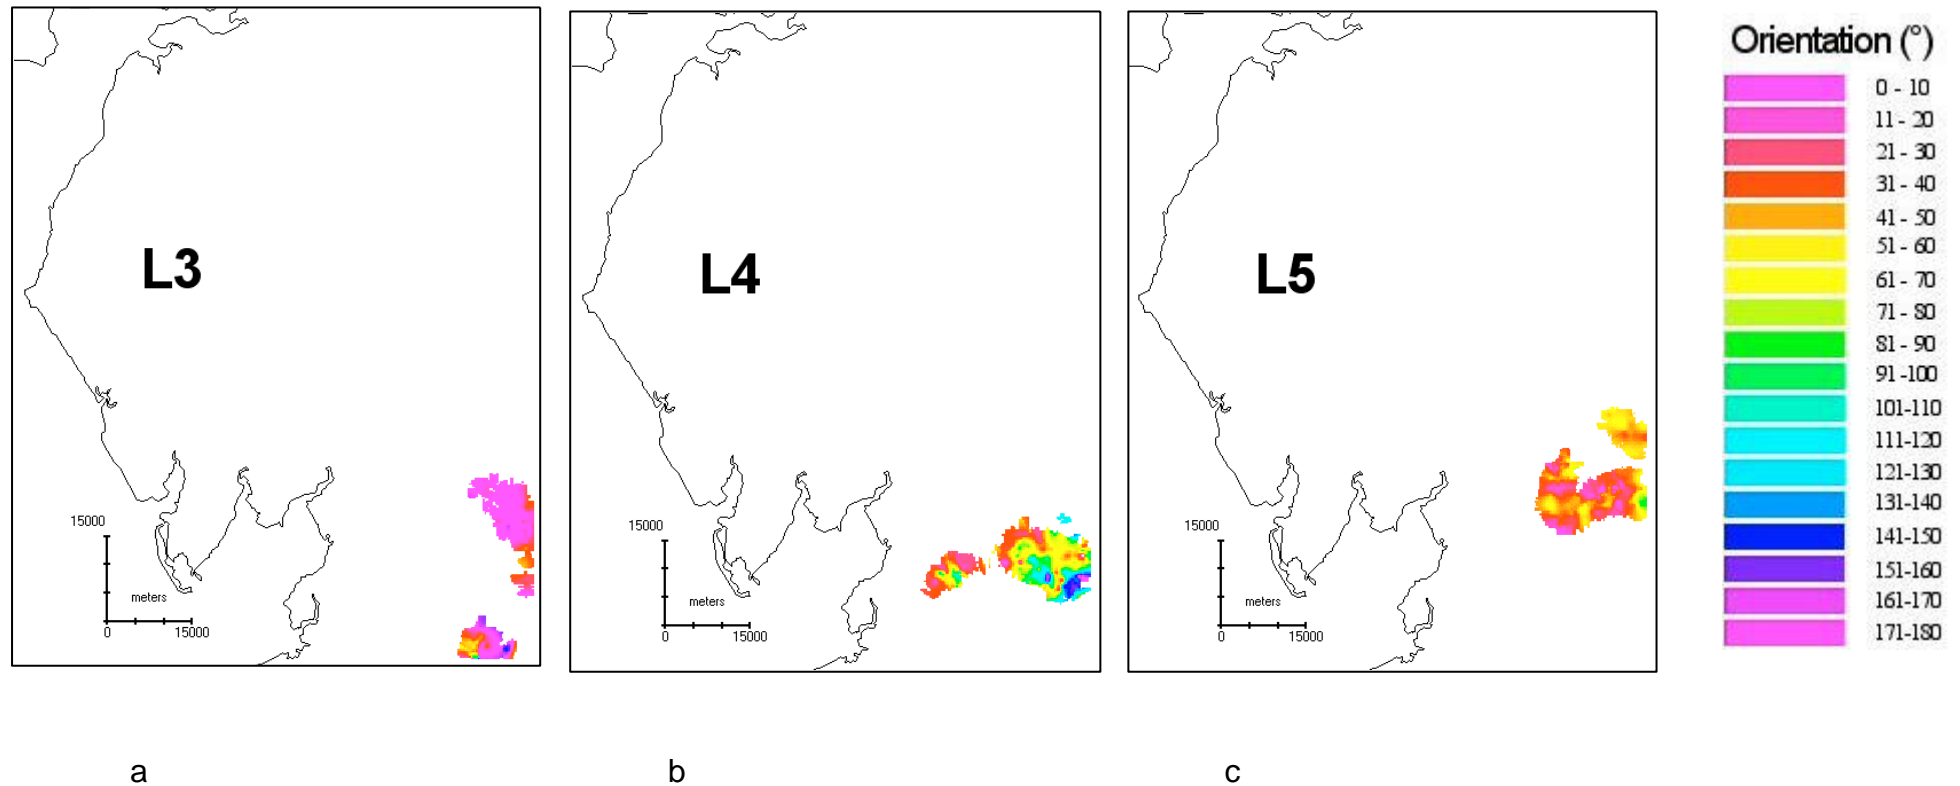 L3
15000
meters
0 15000
L4
15000
meters
0 15000
L5
15000
meters
0 15000
Orientation (°)
0 - 10
11 - 20
21 - 30
31 - 40
41 - 50
51 - 60
61 - 70
71 - 80
81 - 90
91 -100
101-110
111-120
121-130
131-140
141-150
151-160
161-170
171-180
a b c